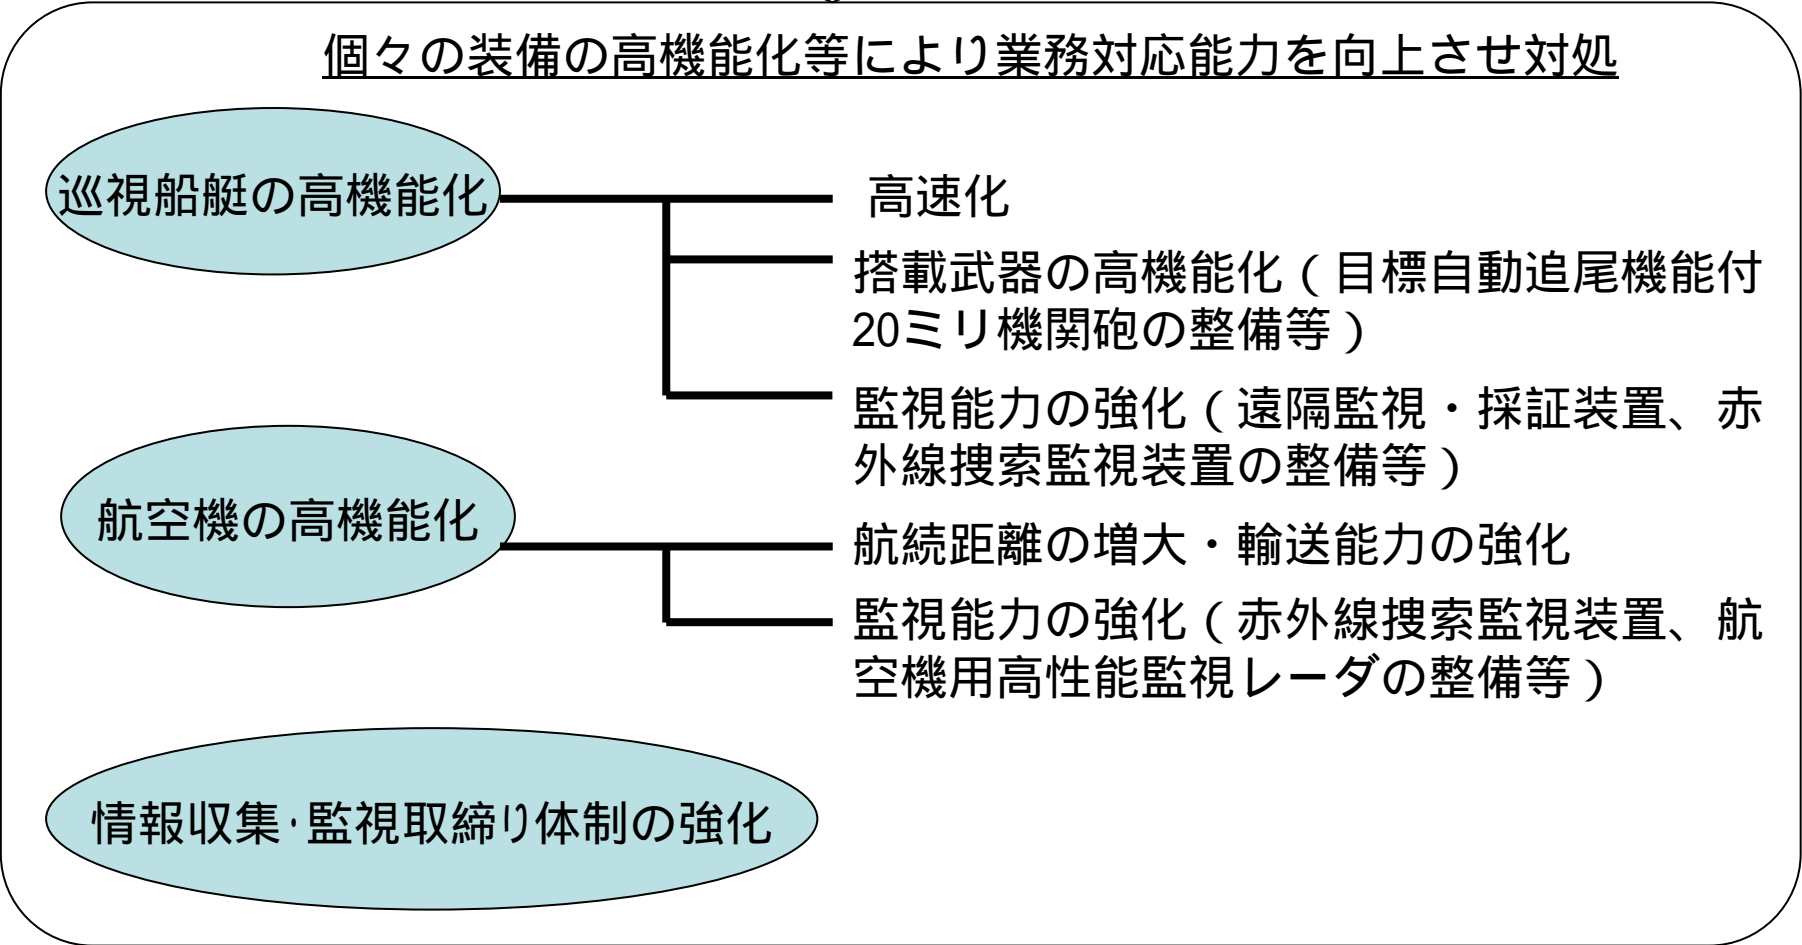 個々の装備の高機能化等により業務対応能力を向上させ対処
巡視船艇の高機能化
高速化
搭載武器の高機能化（目標自動追尾機能付
20ミリ機関砲の整備等）
監視能力の強化（遠隔監視・採証装置、赤
外線捜索監視装置の整備等）
航空機の高機能化
航続距離の増大・輸送能力の強化
監視能力の強化（赤外線捜索監視装置、航
空機用高性能監視レーダの整備等）
情報収集・監視取締り体制の強化